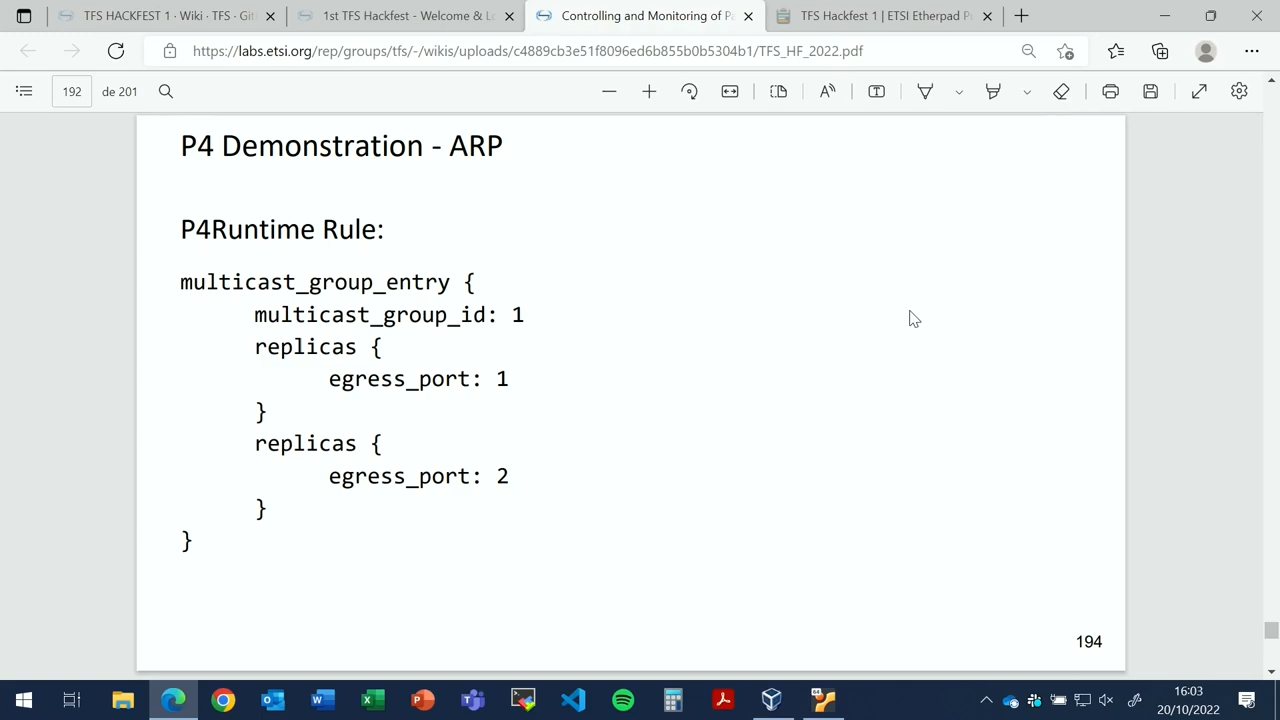 TFS HACKFEST 1 · Wiki · TFS · Git
1st TFS Hackfest - Welcome & Lo
Controlling and Monitoring of Pa
TFS Hackfest 1 | ETSI Etherpad P
https://labs.etsi.org/rep/groups/tfs/-/wikis/uploads/c4889cb3e51f8096ed6b855b0b5304b1/TFS_HF_2022.pdf
192 de 201
P4 Demonstration - ARP
P4Runtime Rule:
multicast_group_entry {
multicast_group_id: 1
replicas {
egress_port: 1
}
replicas {
egress_port: 2
}
}
194
16:03
20/10/2022